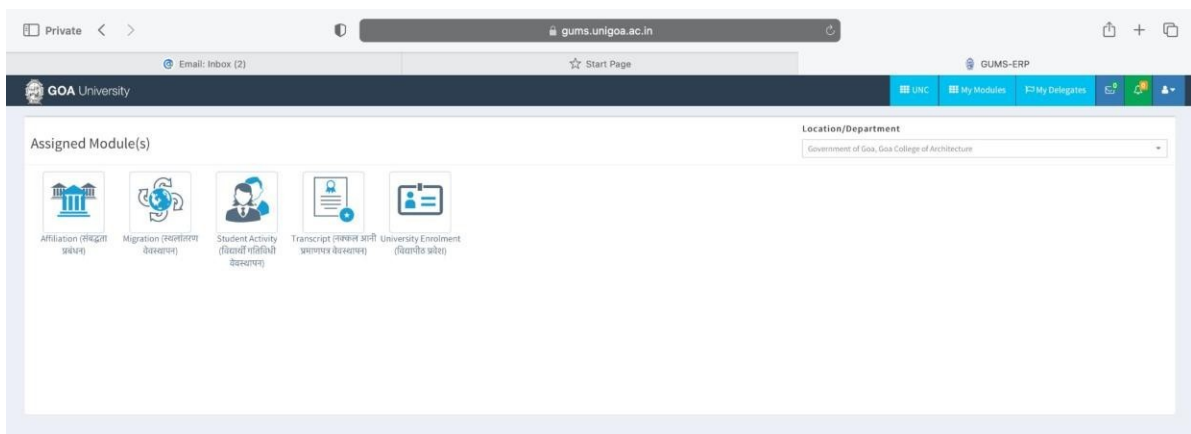 Private
gums.unigoa.ac.in
Email: Inbox (2)
Start Page
GUMS-ERP
GOA University
UNC
My Modules
My Delegates
0
0
Assigned Module(s)
Location/Department
Government of Goa, Goa College of Architecture
Affiliation (संबद्धता
प्रबंधन)
Migration (स्थलांतरण
वेवस्थापन)
Student Activity
(विद्यार्थी गतिविधी
वेवस्थापन)
Transcript (नक्कल आनी
प्रमाणपत्र वेवस्थापन)
University Enrolment
(विद्यापीठ प्रवेश)